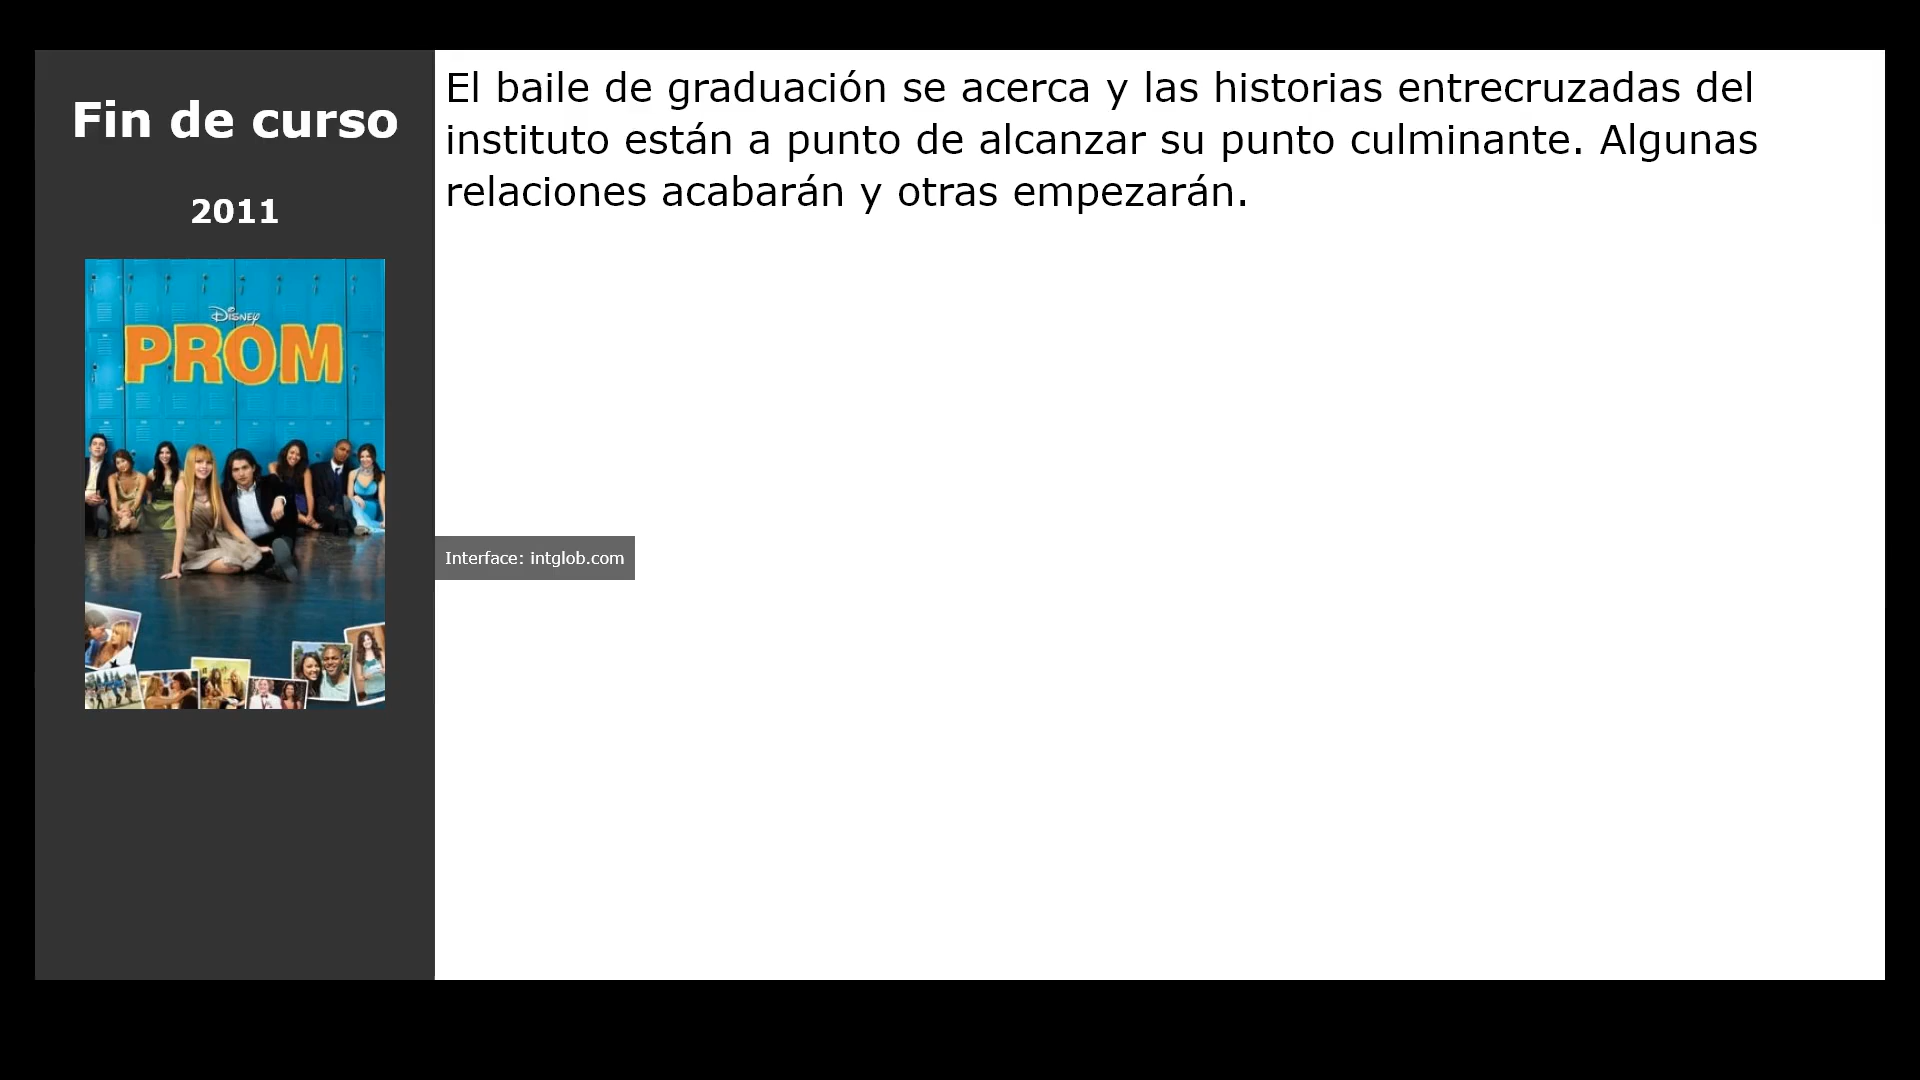 Fin de curso
2011
DISNEY
PROM
El baile de graduación se acerca y las historias entrecruzadas del
instituto están a punto de alcanzar su punto culminante. Algunas
relaciones acabarán y otras empezarán.
Interface: intglob.com